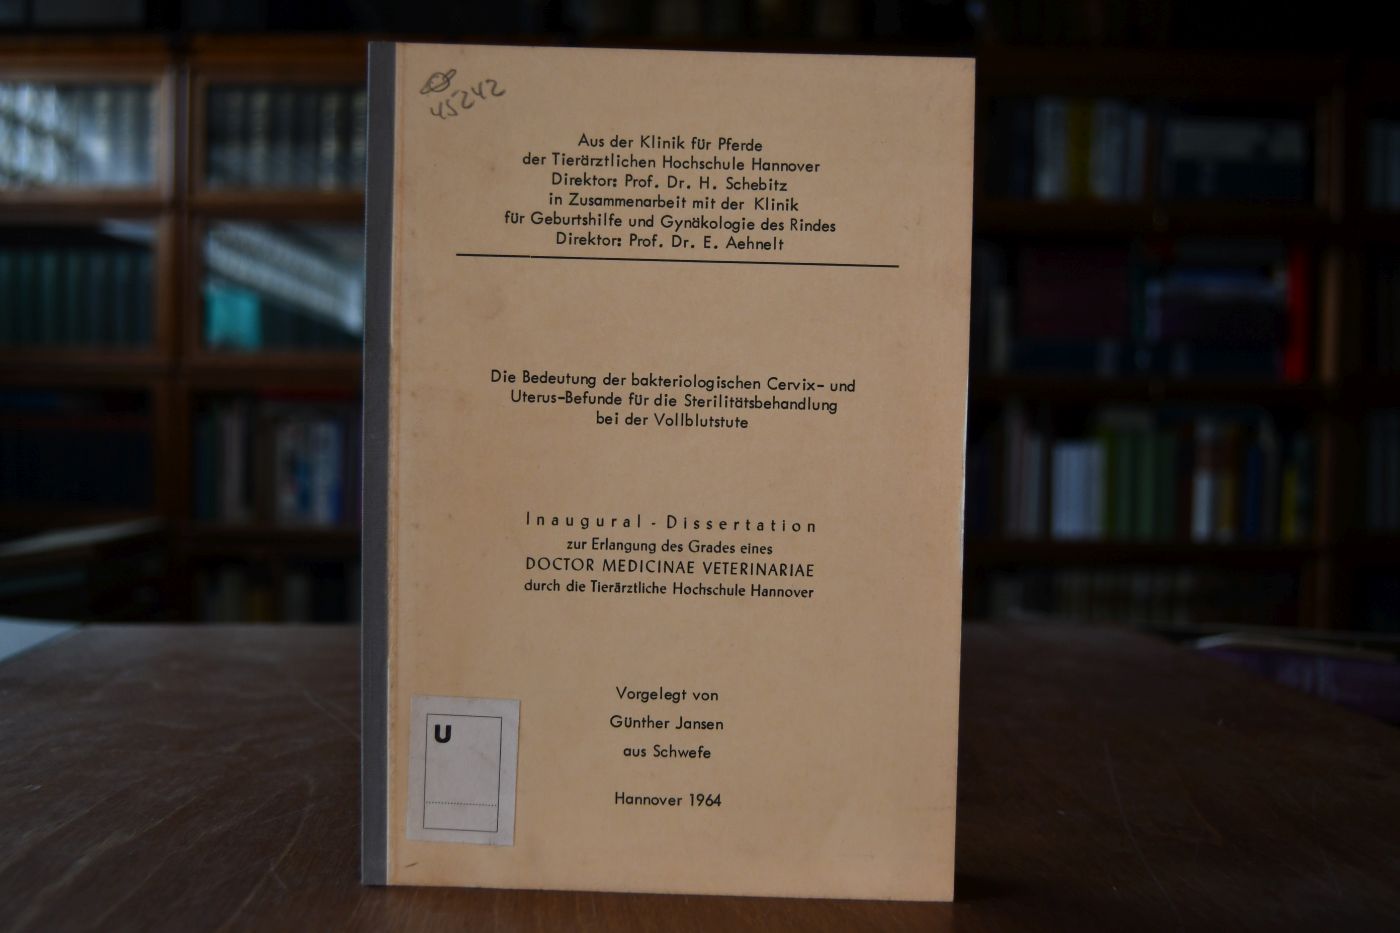 45242
Aus der Klinik für Pferde
der Tierärztlichen Hochschule Hannover
Direktor: Prof. Dr. H. Schebitz
in Zusammenarbeit mit der Klinik
für Geburtshilfe und Gynäkologie des Rindes
Direktor: Prof. Dr. E. Aehnelt
Die Bedeutung der bakteriologischen Cervix- und
Uterus-Befunde für die Sterilitätsbehandlung
bei der Vollblutstute
Inaugural - Dissertation
zur Erlangung des Grades eines
DOCTOR MEDICINAE VETERINARIAE
durch die Tierärztliche Hochschule Hannover
Vorgelegt von
Günther Jansen
aus Schwefe
Hannover 1964
U